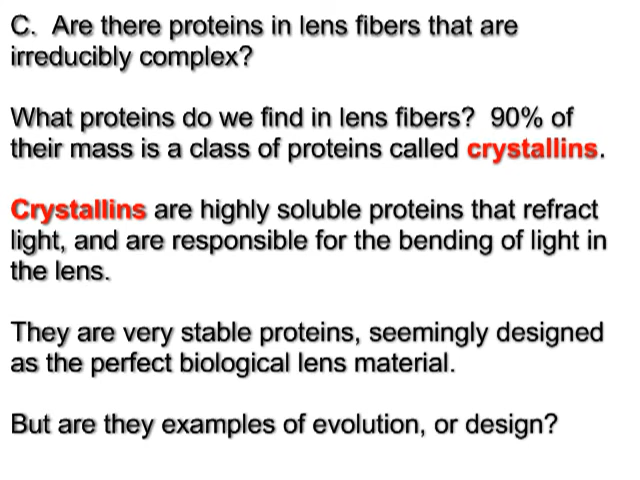 C.  Are there proteins in lens fibers that are
irreducibly complex?
What proteins do we find in lens fibers?  90% of
their mass is a class of proteins called crystallins.
Crystallins are highly soluble proteins that refract
light, and are responsible for the bending of light in
the lens.
They are very stable proteins, seemingly designed
as the perfect biological lens material.
But are they examples of evolution, or design?